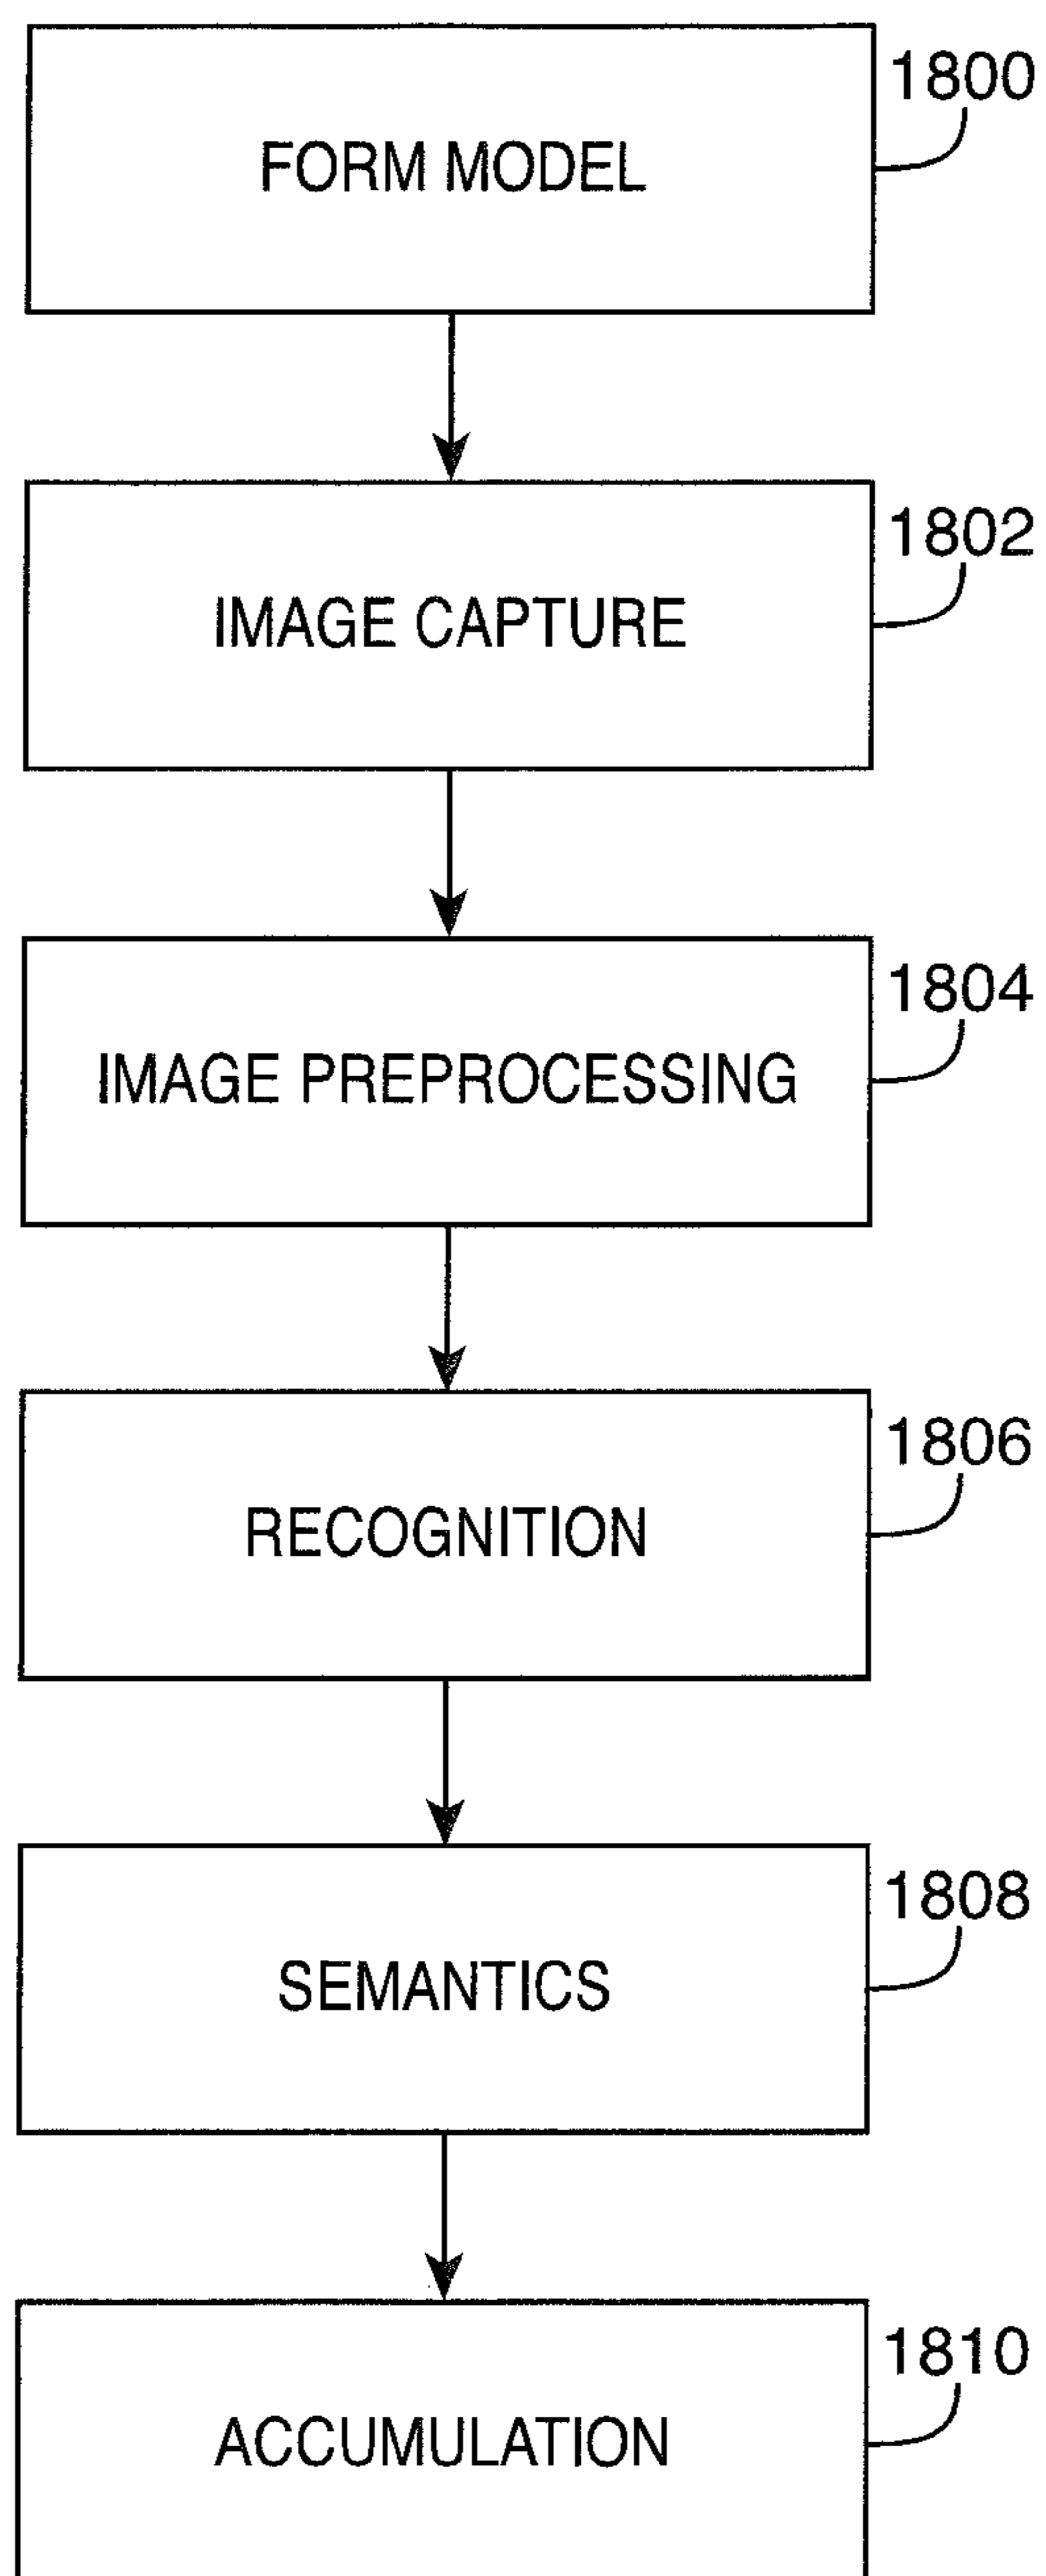 1800
FORM MODEL
1802
IMAGE CAPTURE
1804
IMAGE PREPROCESSING
1806
RECOGNITION
1808
SEMANTICS
1810
ACCUMULATION